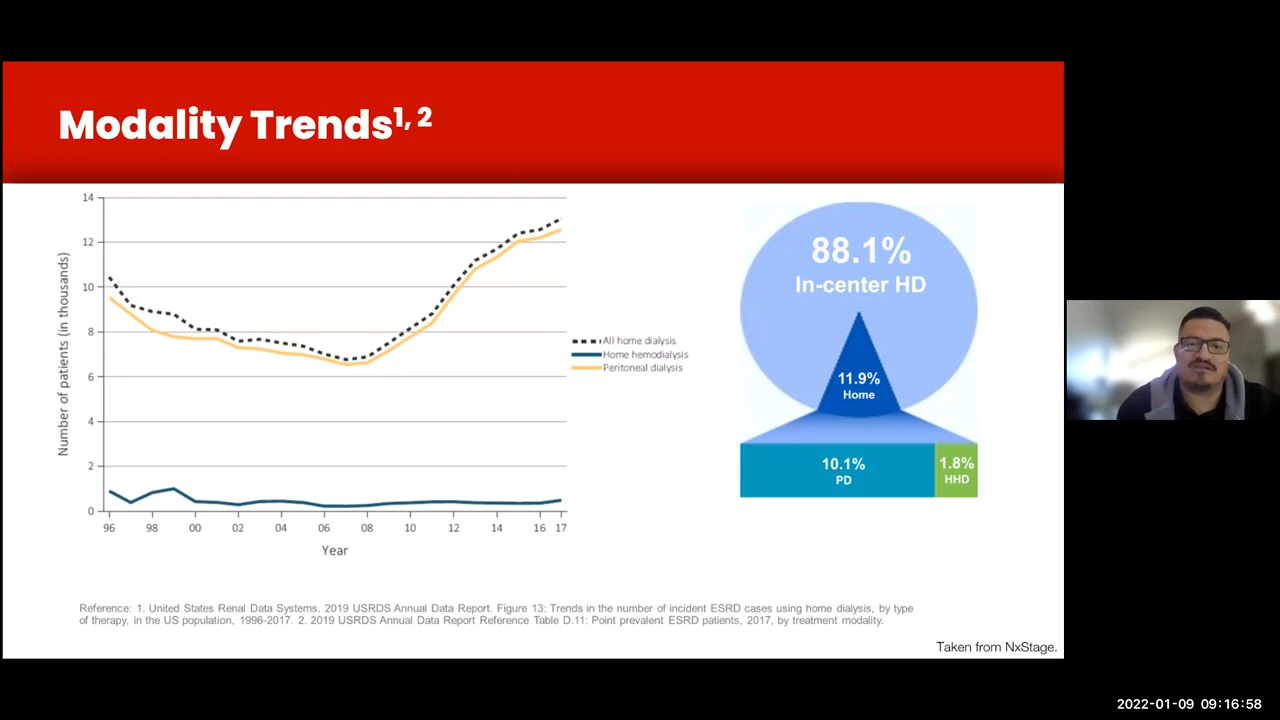 Modality Trends1, 2
14
12
10
8
6
4
2
0
Number of patients (in thousands)
96 98 00 02 04 06 08 10 12 14 16 17
Year
All home dialysis
Home hemodialysis
Peritoneal dialysis
88.1%
In-center HD
11.9%
Home
10.1%
PD
1.8%
HHD
Reference: 1. United States Renal Data Systems. 2019 USRDS Annual Data Report. Figure 13: Trends in the number of incident ESRD cases using home dialysis, by type
of therapy, in the US population, 1996-2017. 2. 2019 USRDS Annual Data Report Reference Table D.11: Point prevalent ESRD patients, 2017, by treatment modality.
Taken from NxStage.
2022-01-09 09:16:58